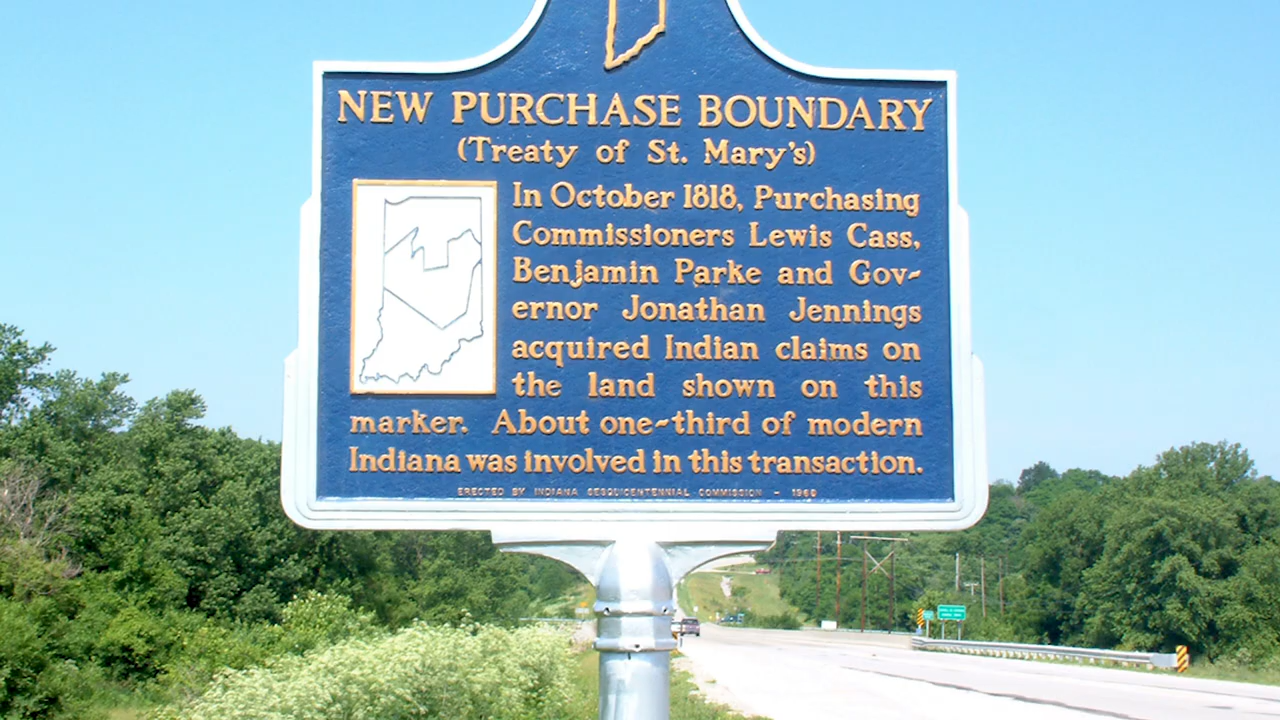 NEW PURCHASE BOUNDARY
(Treaty of St. Mary's)
In October 1818, Purchasing
Commissioners Lewis Cass,
Benjamin Parke and Gov-
ernor Jonathan Jennings
acquired Indian claims on
the land shown on this
marker. About one-third of modern
Indiana was involved in this transaction.
ERECTED BY INDIANA SESQUICENTENNIAL COMMISSION - 1966